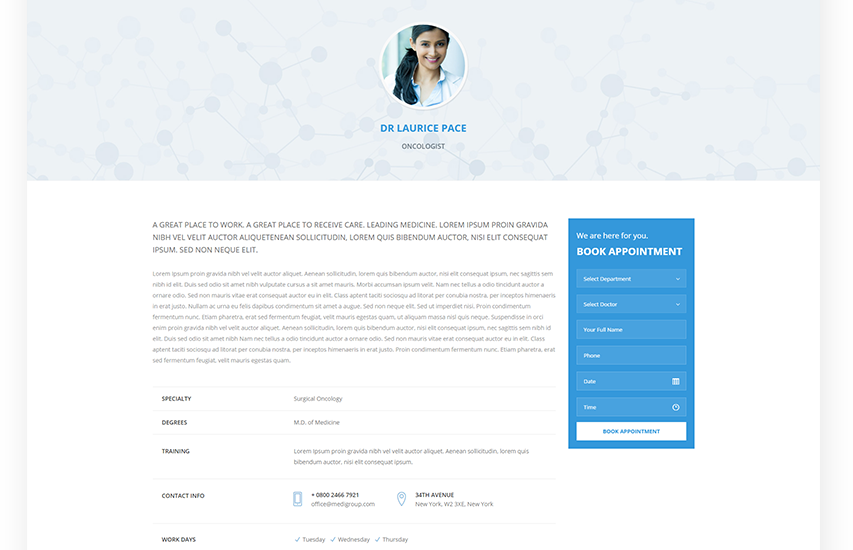 DR LAURICE PACE
ONCOLOGIST
A GREAT PLACE TO WORK. A GREAT PLACE TO RECEIVE CARE. LEADING MEDICINE. LOREM IPSUM PROIN GRAVIDA
NIBH VEL VELIT AUCTOR ALIQUETENEAN SOLLICITUDIN, LOREM QUIS BIBENDUM AUCTOR, NISI ELIT CONSEQUAT
IPSUM. SED NON NEQUE ELIT.
Lorem ipsum proin gravida nibh vel velit auctor aliquet. Aenean sollicitudin, lorem quis bibendum auctor, nisi elit consequat ipsum, nec sagittis sem
nibh id elit. Duis sed odio sit amet nibh vulputate cursus a sit amet mauris. Morbi accumsan ipsum velit. Nam nec tellus a odio tincidunt auctor a
ornare odio. Sed non mauris vitae erat consequat auctor eu in elit. Class aptent taciti sociosqu ad litorat per conubia nostra, per inceptos himenaeos
in erat justo. Nullam ac urna eu felis dapibus condimentum sit amet a augue. Sed non neque elit. Sed ut imperdiet nisi. Proin condimentum
fermentum nunc. Etiam pharetra, erat sed fermentum feugiat, velit mauris egestas quam, ut aliquam massa nisl quis neque. Suspendisse in orci
enim proin gravida nibh velit auctor aliquet. Aenean sollicitudin, lorem quis bibendum auctor, nisi elit consequat ipsum, nec sagittis sem nibh id
elit. Duis sed odio sit amet nibh Nam nec tellus a odio tincidunt auctor a ornare odio. Sed non mauris vitae erat consequat auctor eu in elit. Class
aptent taciti sociosqu ad litorat per conubia nostra, per inceptos himenaeos in erat justo. Proin condimentum fermentum nunc. Etiam pharetra, erat
sed fermentum feugiat, velit mauris egestas quam.
SPECIALTY Surgical Oncology
DEGREES M.D. of Medicine
TRAINING Lorem ipsum proin gravida nibh vel velit auctor aliquet. Aenean sollicitudin. lorem quis
bibendum auctor, nisi elit consequat ipsum.
CONTACT INFO + 0800 2466 7921 34TH AVENUE
office@medigroup.com New York, W2 3XE, New York
WORK DAYS Tuesday Wednesday Thursday
We are here for you.
BOOK APPOINTMENT
Select Department
Select Doctor
Your Full Name
Phone
Date
Time
BOOK APPOINTMENT